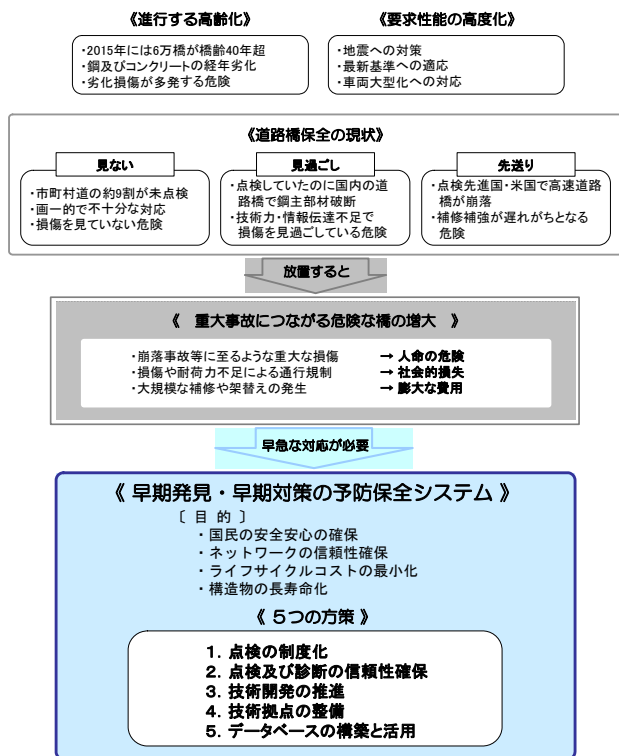 《進行する高齢化》
・2015年には6万橋が橋齢40年超
・鋼及びコンクリートの経年劣化
・劣化損傷が多発する危険
《要求性能の高度化》
・地震への対策
・最新基準への適応
・車両大型化への対応
《道路橋保全の現状》
見ない
・市町村道の約9割が未点検
・画一的で不十分な対応
・損傷を見ていない危険
見過ごし
・点検していたのに国内の道
路橋で鋼主部材破断
・技術力・情報伝達不足で
損傷を見過ごしている危険
先送り
・点検先進国・米国で高速道路
橋が崩落
・補修補強が遅れがちとなる
危険
放置すると
《 重大事故につながる危険な橋の増大 》
・崩落事故等に至るような重大な損傷 → 人命の危険
・損傷や耐荷力不足による通行規制 → 社会的損失
・大規模な補修や架替えの発生 → 膨大な費用
早急な対応が必要
《 早期発見・早期対策の予防保全システム 》
〔 目 的 〕
・国民の安全安心の確保
・ネットワークの信頼性確保
・ライフサイクルコストの最小化
・構造物の長寿命化
《 5つの方策 》
1. 点検の制度化
2. 点検及び診断の信頼性確保
3. 技術開発の推進
4. 技術拠点の整備
5. データベースの構築と活用